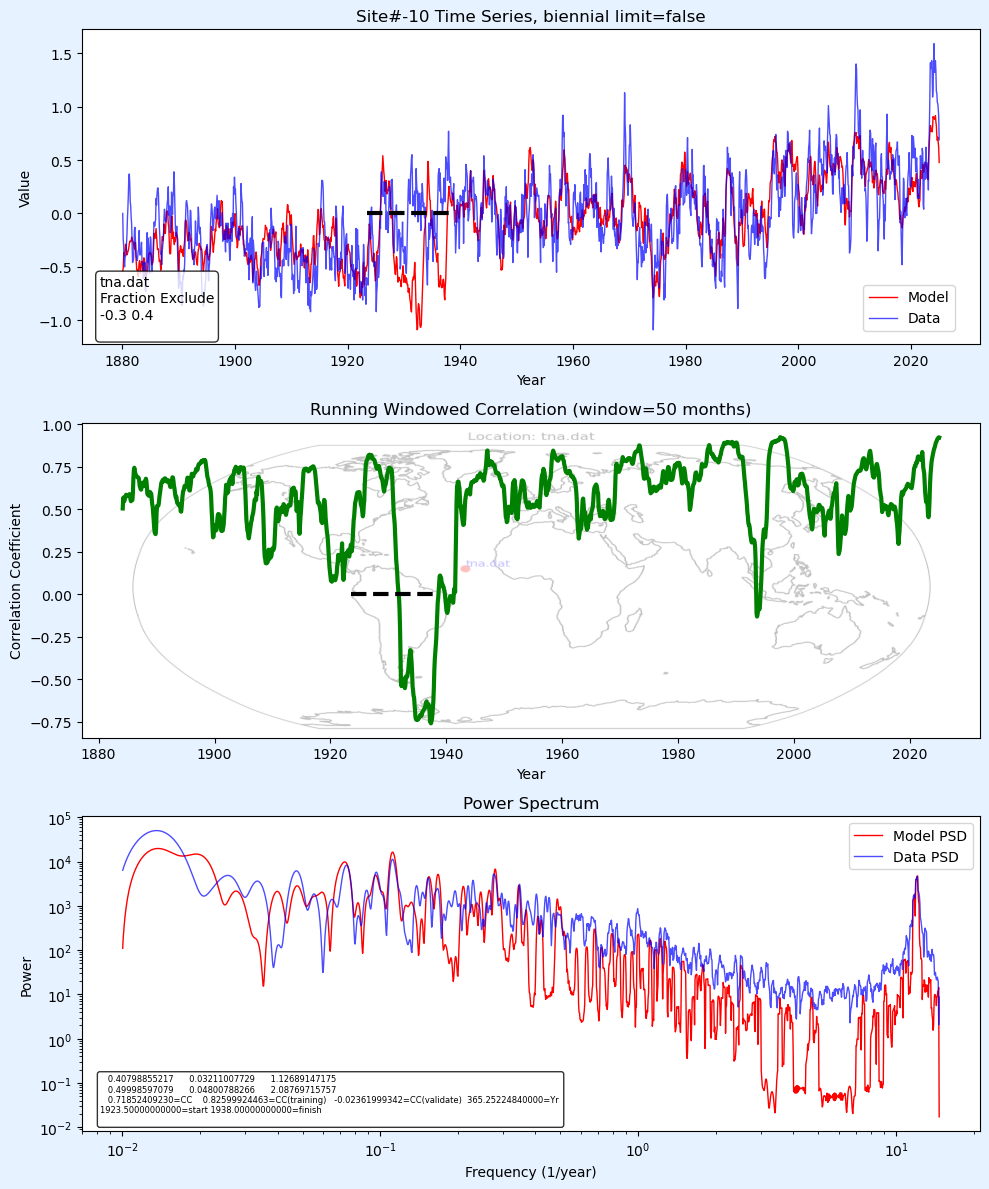 Site#-10 Time Series, biennial limit=false
Value
1.5
1.0
0.5
0.0
−0.5
−1.0
tna.dat
Fraction Exclude
-0.3 0.4
Model
Data
1880
1900
1920
1940
1960
1980
2000
2020
Year
Running Windowed Correlation (window=50 months)
Correlation Coefficient
1.00
0.75
0.50
0.25
0.00
−0.25
−0.50
−0.75
Location: tna.dat
tna.dat
1880
1900
1920
1940
1960
1980
2000
2020
Year
Power Spectrum
Power
10^5
10^4
10^3
10^2
10^1
10^0
10^−1
10^−2
Model PSD
Data PSD
0.40798855217 0.03211007729 1.12689147175
0.49998597079 0.04800788266 2.08769715757
0.71852409230=CC 0.82599924463=CC(training) -0.02361999342=CC(validate) 365.25224840000=Yr
1923.50000000000=start 1938.00000000000=finish
10^−2
10^−1
10^0
10^1
Frequency (1/year)